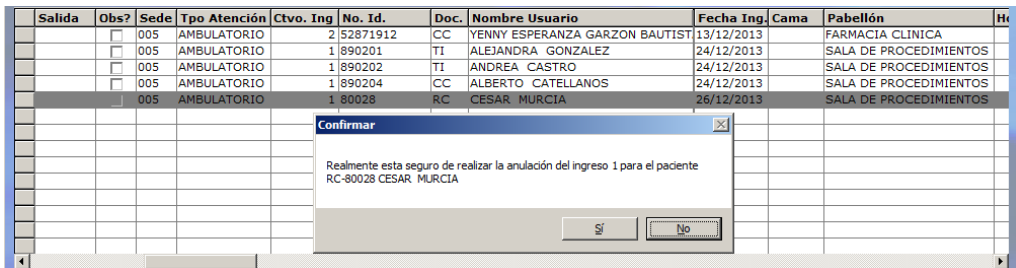 Salida Obs? Sede Tpo Atención Ctvo. Ing No. Id. Doc. Nombre Usuario Fecha Ing. Cama Pabellón
005 AMBULATORIO 2 52871912 CC YENNY ESPERANZA GARZON BAUTIST 13/12/2013 FARMACIA CLINICA
005 AMBULATORIO 1 890201 TI ALEJANDRA GONZALEZ 24/12/2013 SALA DE PROCEDIMIENTOS
005 AMBULATORIO 1 890202 TI ANDREA CASTRO 24/12/2013 SALA DE PROCEDIMIENTOS
005 AMBULATORIO 1 890204 CC ALBERTO CATELLANOS 24/12/2013 SALA DE PROCEDIMIENTOS
005 AMBULATORIO 1 80028 RC CESAR MURCIA 26/12/2013 SALA DE PROCEDIMIENTOS
Confirmar
Realmente esta seguro de realizar la anulación del ingreso 1 para el paciente
RC-80028 CESAR MURCIA
Sí No